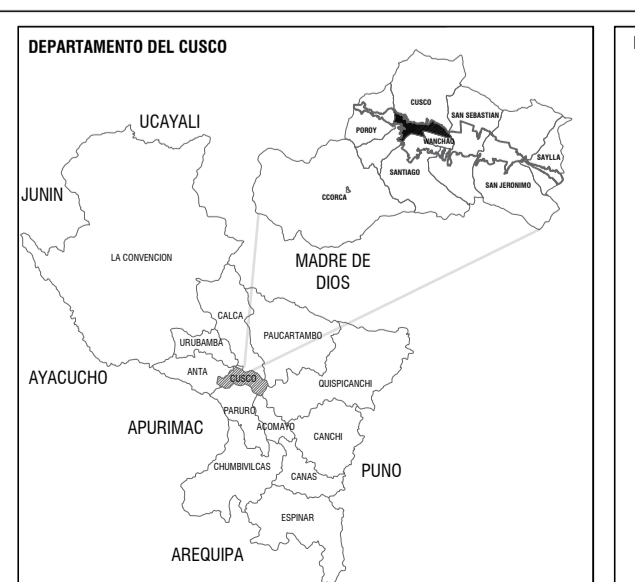 DEPARTAMENTO DEL CUSCO
CUSCO
SAN SEBASTIAN
POROY
WANCHAQ
SAYLLA
SANTIAGO
SAN JERONIMO
CCORCA
UCAYALI
JUNIN
LA CONVENCION
MADRE DE
DIOS
CALCA
PAUCARTAMBO
URUBAMBA
ANTA
CUSCO
QUISPICANCHI
AYACUCHO
PARURO
ACOMAYO
APURIMAC
CANCHI
CHUMBIVILCAS
CANAS
PUNO
ESPINAR
AREQUIPA